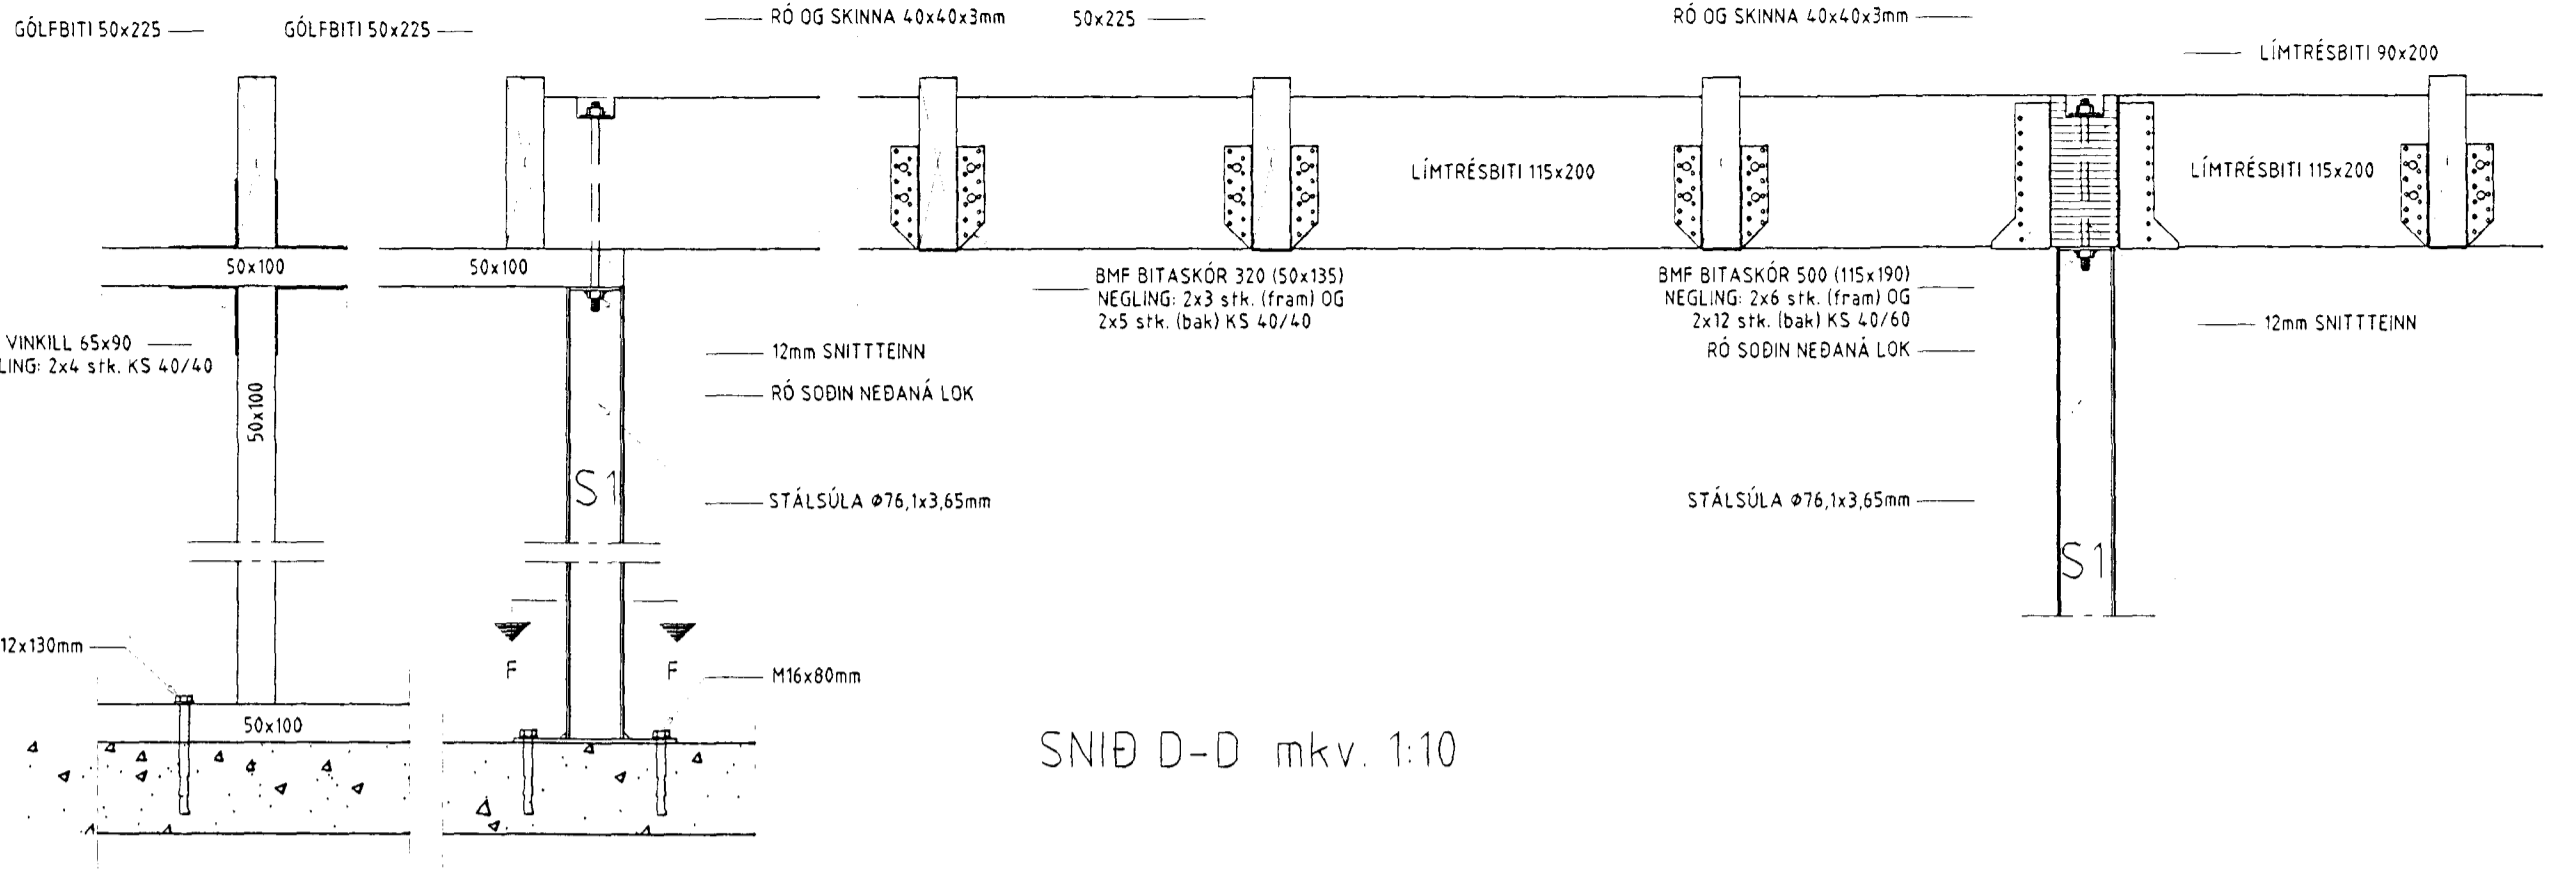 GÓLFBITI 50x225
GÓLFBITI 50x225
RÓ OG SKINNA 40x40x3mm
50x225
RÓ OG SKINNA 40x40x3mm
LÍMTRÉSBITI 90x200
LÍMTRÉSBITI 115x200
LÍMTRÉSBITI 115x200
50x100
50x100
BMF BITASKÓR 320 (50x135)
NEGLING: 2x3 stk. (fram) OG
2x5 stk. (bak) KS 40/40
BMF BITASKÓR 500 (115x190)
NEGLING: 2x6 stk. (fram) OG
2x12 stk. (bak) KS 40/60
RÓ SOÐIN NEÐANÁ LOK
12mm SNITTTEINN
VINKILL 65x90
LING: 2x4 stk. KS 40/40
12mm SNITTTEINN
RÓ SOÐIN NEÐANÁ LOK
50x100
S1
STÁLSÚLA Φ76,1x3,65mm
STÁLSÚLA Φ76,1x3,65mm
S1
12x130mm
F
F
M16x80mm
50x100
SNIÐ D-D mkv. 1:10